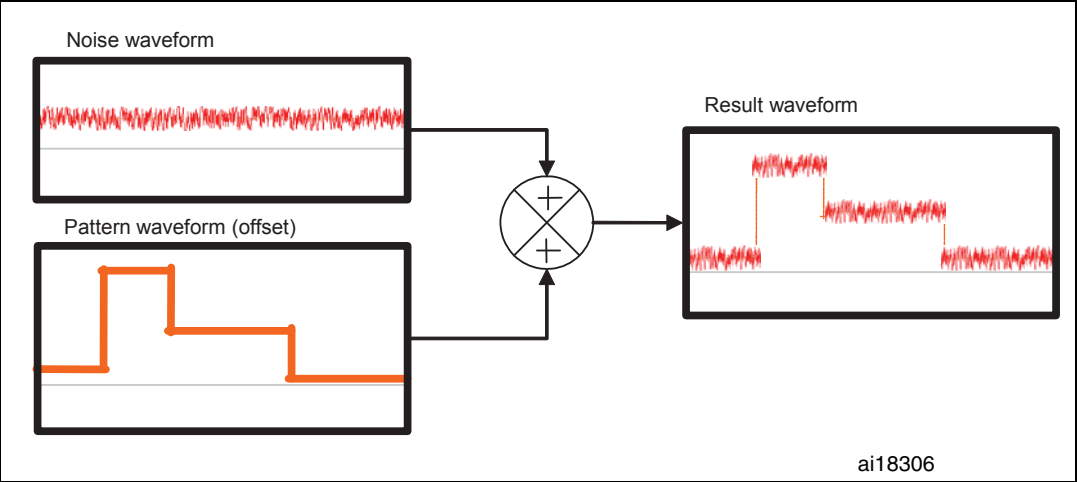 Noise waveform
Pattern waveform (offset)
+
+
Result waveform
ai18306